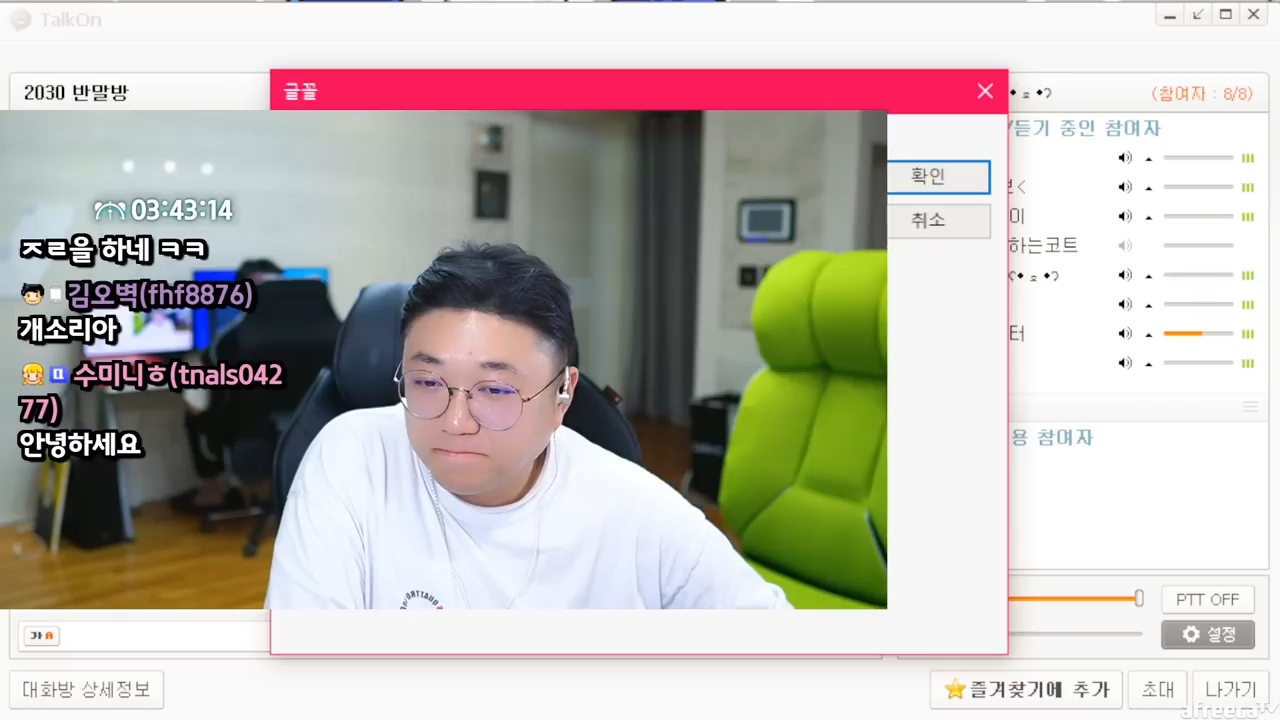 TalkOn
2030 반말방
글꼴
(참여자 : 8/8)
/듣기 중인 참여자
확인
취소
이
하는코트
터
용 참여자
03:43:14
ㅈㄹ을 하네 ㅋㅋ
김오벽(fhf8876)
개소리아
수미니ㅎ(tnals042
77)
안녕하세요
PTT OFF
설정
가A
대화방 상세정보
즐겨찾기에 추가
초대
나가기
afreecaTV